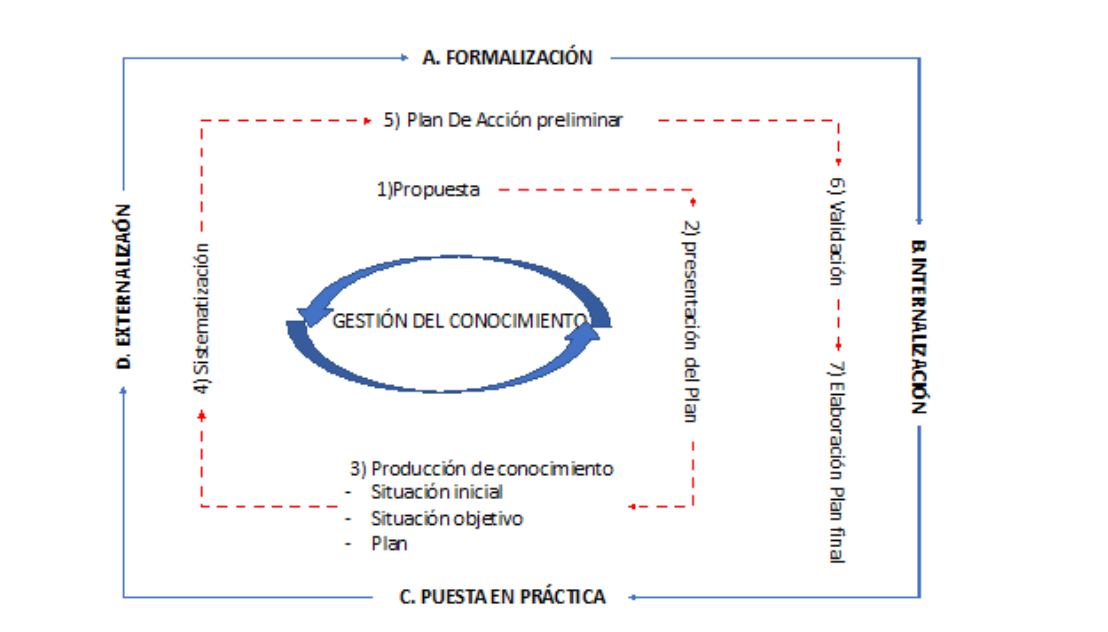 A. FORMALIZACIÓN
5) Plan De Acción preliminar
1)Propuesta
2) presentación del Plan
6) Validación
7) Elaboración Plan final
B.INTERNALIZACIÓN
D. EXTERNALIZAÓN
4) Sistematización
GESTIÓN DEL CONOCIMIENTO
3) Producción de conocimiento
- Situación inicial
- Situación objetivo
- Plan
C. PUESTA EN PRÁCTICA